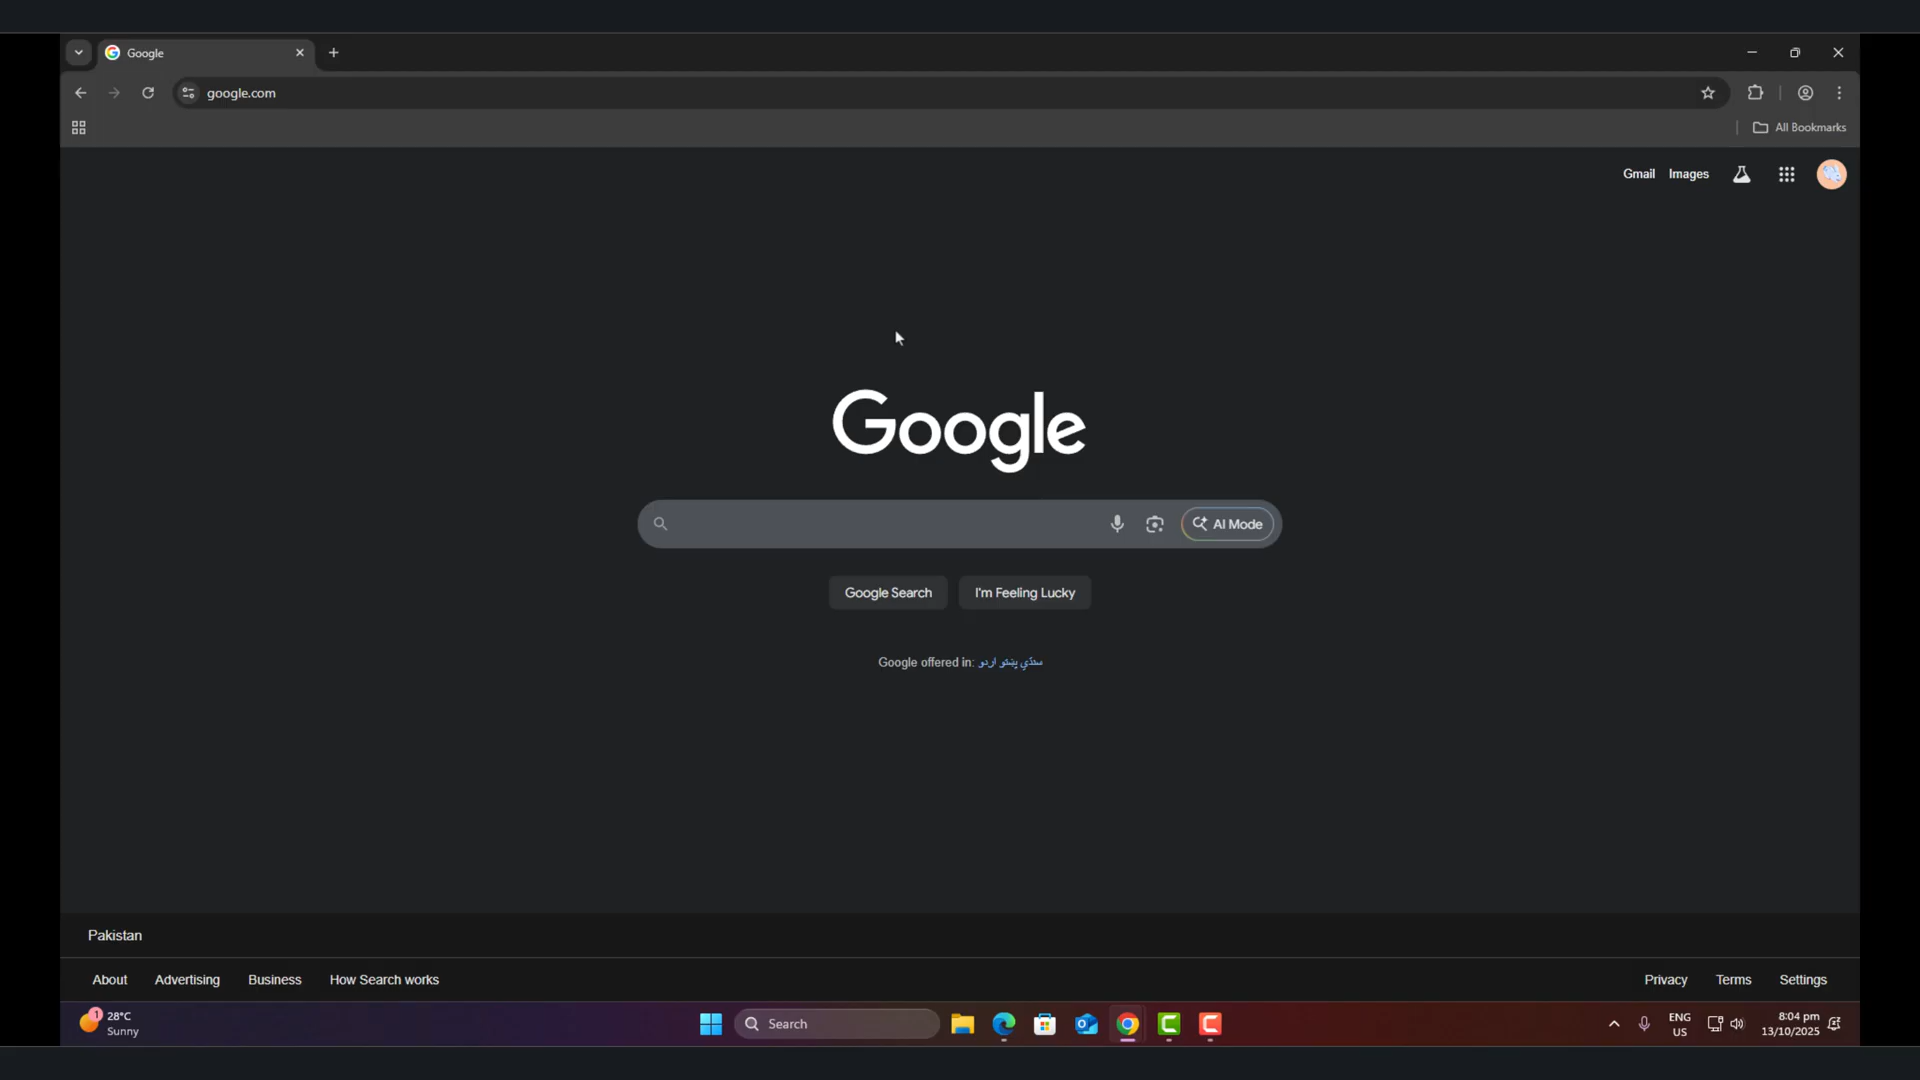 Google
google.com
All Bookmarks
Gmail Images
Google
AI Mode
Google Search I'm Feeling Lucky
Google offered in: اردو پښتو سنڌي
Pakistan
About Advertising Business How Search works
Privacy Terms Settings
1
28°C
Sunny
Search
ENG
US
8:04 pm
13/10/2025